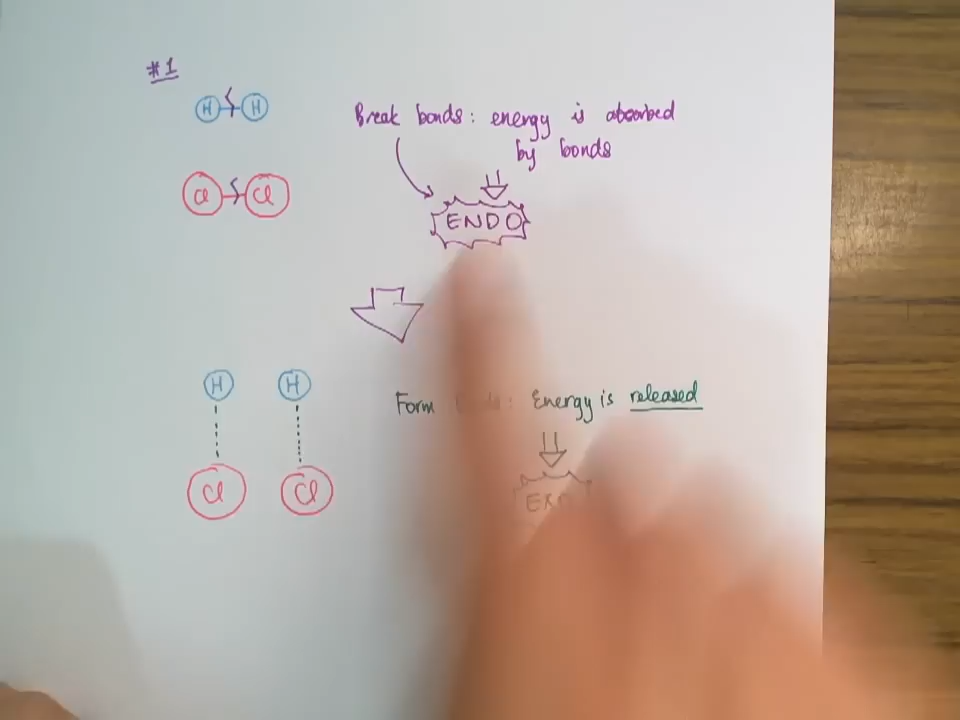 #1
H H
Break bonds: energy is absorbed
by bonds
Cl Cl
ENDO
H H
Form energy is released
Cl Cl